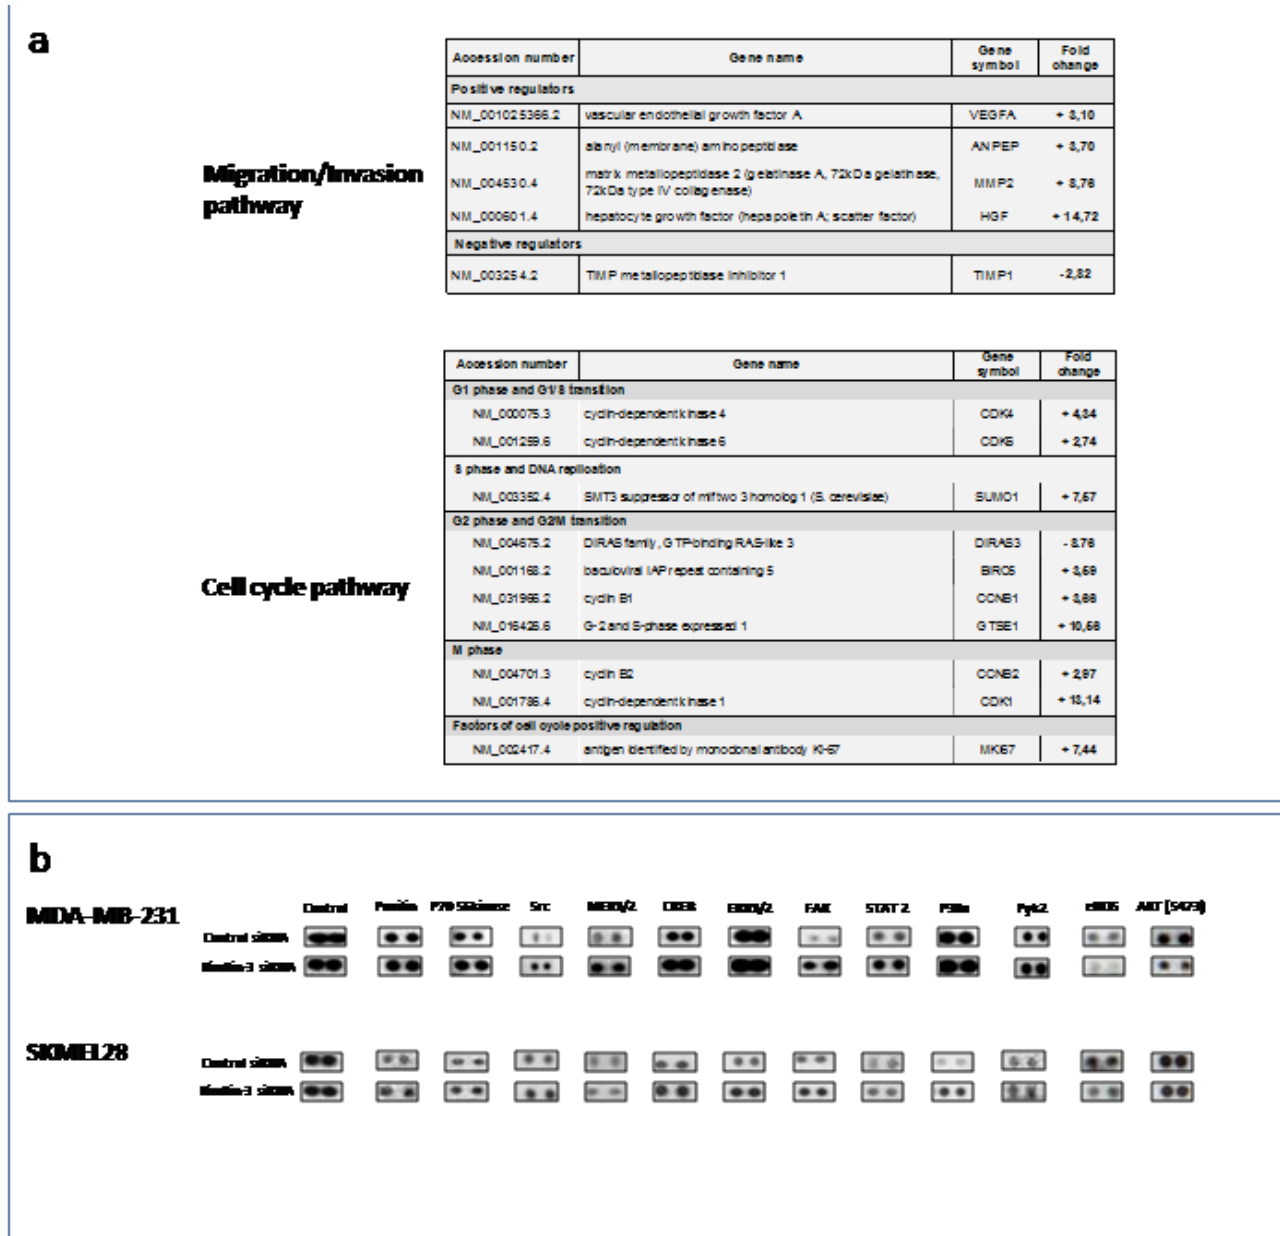 a
Accession number Gene name Gene symbol Fold change
Positive regulators
NM_001025366.2 vascular endothelial growth factor A VEGFA + 3,10
NM_001150.2 alanyl (membrane) aminopeptidase ANPEP + 3,70
Migration/Invasion pathway
NM_004530.4 matrix metallopeptidase 2 (gelatinase A, 72kDa gelatinase, 72kDa type IV collagenase) MMP2 + 3,76
NM_000601.4 hepatocyte growth factor (hepapoietin A; scatter factor) HGF + 14,72
Negative regulators
NM_003254.2 TIMP metallopeptidase inhibitor 1 TIMP1 -2,82
Accession number Gene name Gene symbol Fold change
G1 phase and G1/S transition
NM_000075.3 cyclin-dependent kinase 4 CDK4 + 4,34
NM_001259.6 cyclin-dependent kinase 6 CDK6 + 2,74
S phase and DNA replication
NM_003352.4 SMT3 suppressor of mif two 3 homolog 1 (S. cerevisiae) SUMO1 + 7,57
G2 phase and G2/M transition
NM_004675.2 DIRAS family, GTP-binding RAS-like 3 DIRAS3 - 3.76
NM_001168.2 baculoviral IAP repeat containing 5 BIRC5 + 3,59
Cell cycle pathway
NM_031966.2 cyclin B1 CCNB1 + 3,66
NM_016426.6 G-2 and S-phase expressed 1 GTSE1 + 10,56
M phase
NM_004701.3 cyclin B2 CCNB2 + 2,97
NM_001786.4 cyclin-dependent kinase 1 CDK1 + 13,14
Factors of cell cycle positive regulation
NM_002417.4 antigen identified by monoclonal antibody Ki-67 MKI67 + 7,44
b
MDA-MB-231
Control P70 S6kinase Src MEK1/2 CREB ERK1/2 FAK STAT 2 P38α Pyk2 eNOS AKT [S473]
Control siRNA
siRNA
SKMEL28
Control siRNA
siRNA